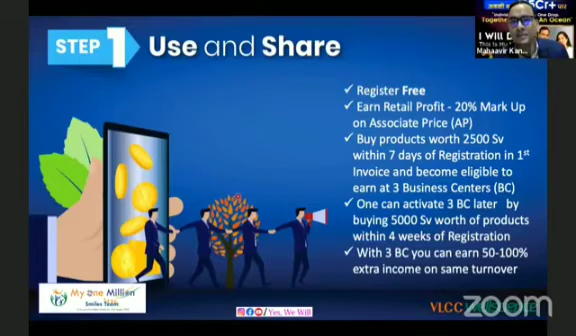 5Cr+
Together An Ocean"
I Will D
Mahaavir Kan
STEP 1 Use and Share
✓ Register Free
✓ Earn Retail Profit - 20% Mark Up
on Associate Price (AP)
✓ Buy products worth 2500 Sv
within 7 days of Registration in 1st
Invoice and become eligible to
earn at 3 Business Centers (BC)
✓ One can activate 3 BC later by
buying 5000 Sv worth of products
within 4 weeks of Registration
✓ With 3 BC you can earn 50-100%
extra income on same turnover
My One Million
Smiles Team
/Yes, We Will
VLCC
zoom